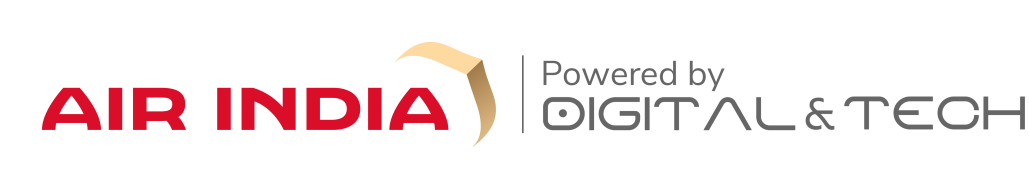 AIR INDIA
Powered by
DIGITAL & TECH